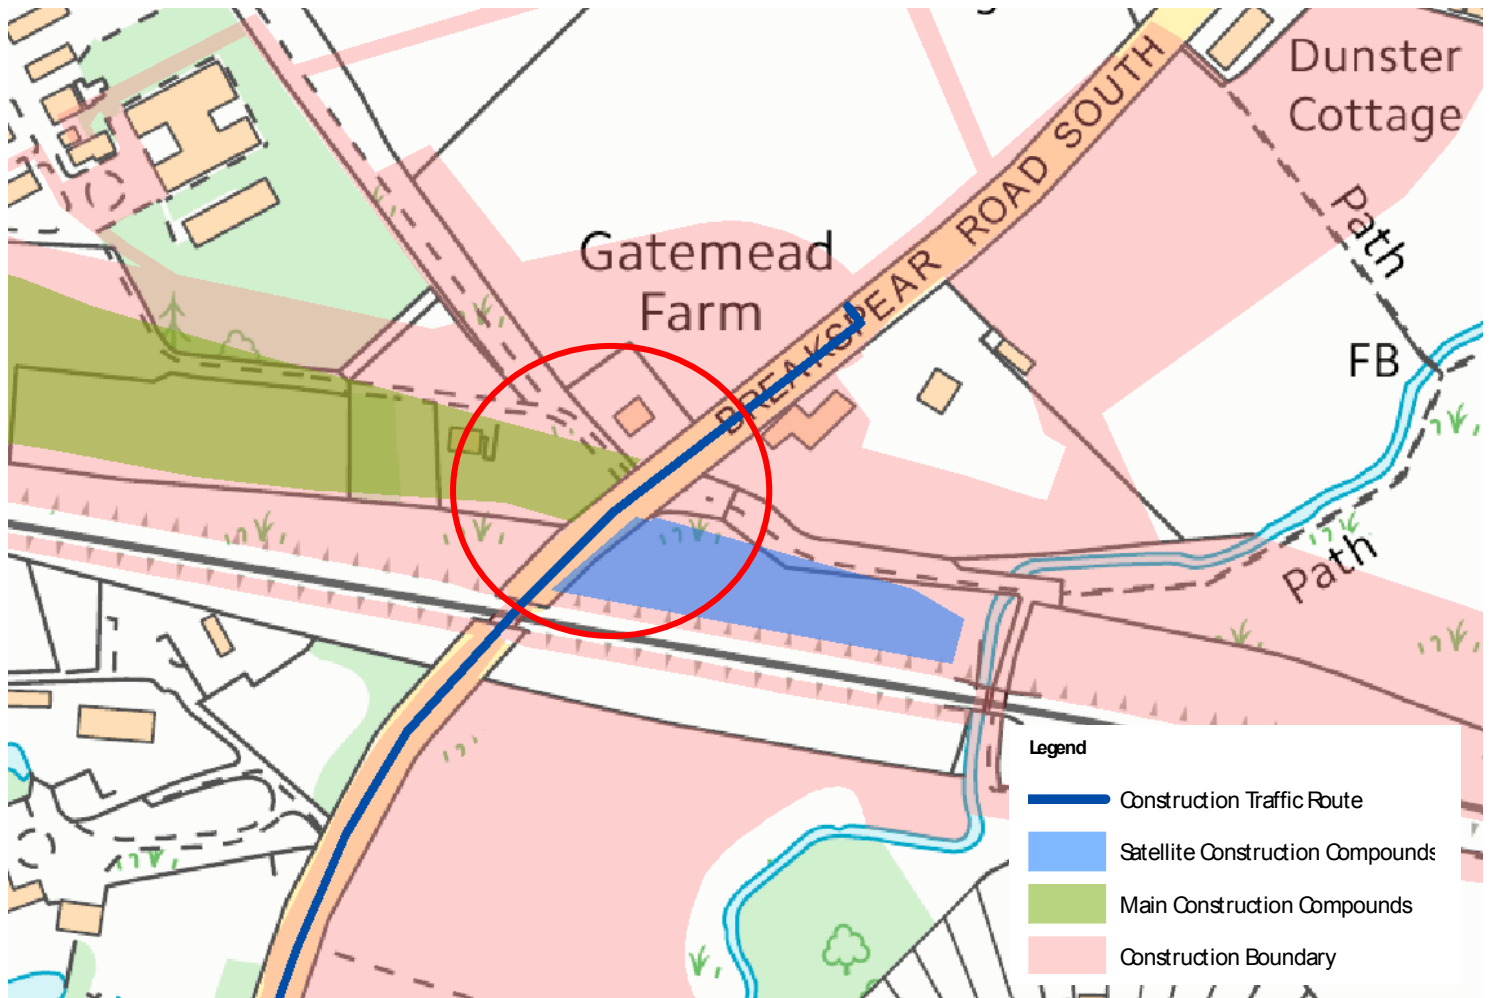 Dunster
Cottage
BREAKSPEAR ROAD SOUTH
Path
Gatemead
Farm
FB
Path
Legend
Construction Traffic Route
Satellite Construction Compounds
Main Construction Compounds
Construction Boundary